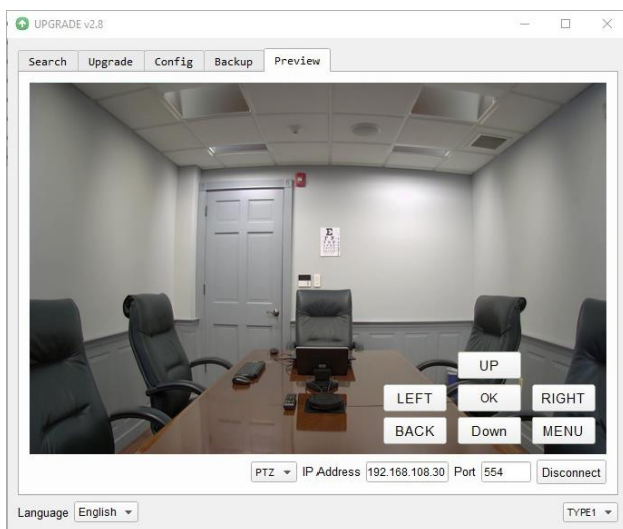 UPGRADE v2.8
Search Upgrade Config Backup Preview
E
UP
LEFT OK RIGHT
BACK Down MENU
PTZ IP Address 192.168.108.30 Port 554 Disconnect
Language English TYPE1